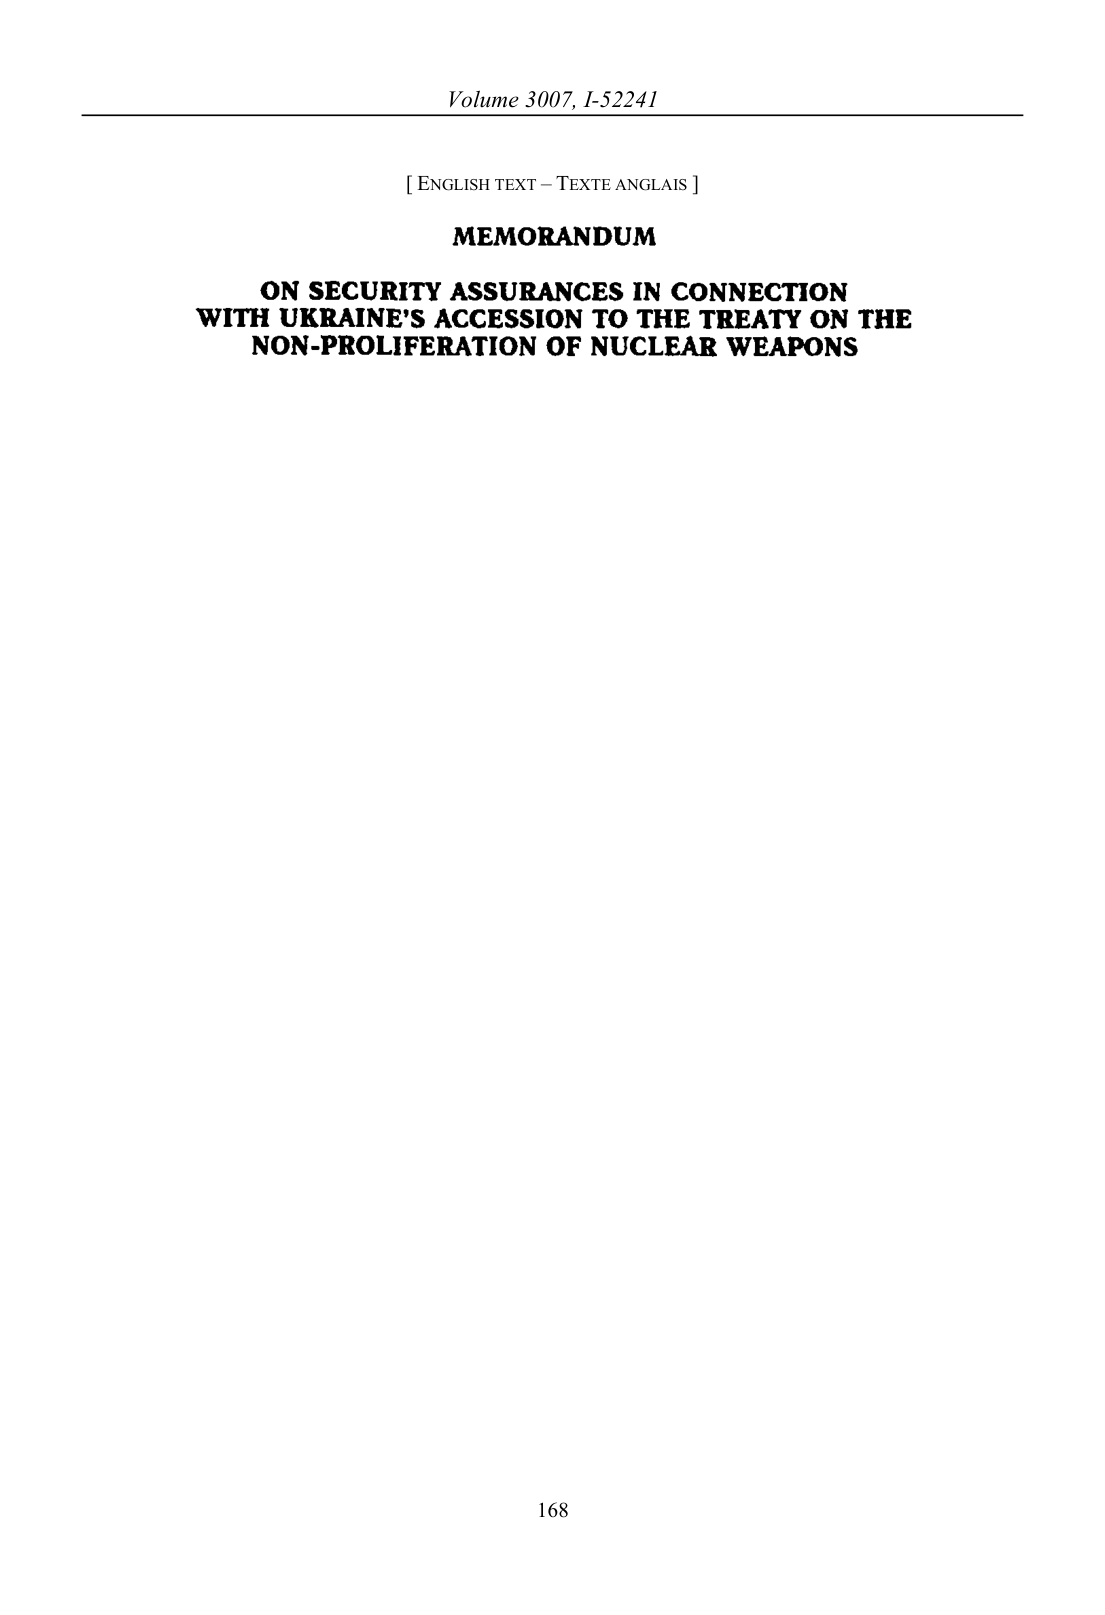 Volume 3007, I-52241
[ ENGLISH TEXT – TEXTE ANGLAIS ]
MEMORANDUM
ON SECURITY ASSURANCES IN CONNECTION
WITH UKRAINE'S ACCESSION TO THE TREATY ON THE
NON-PROLIFERATION OF NUCLEAR WEAPONS
168